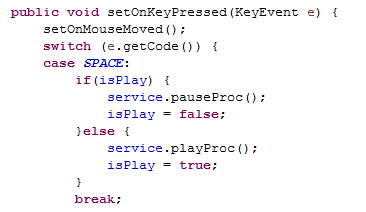 public void setOnKeyPressed(KeyEvent e) {
    setOnMouseMoved();
    switch (e.getCode()) {
    case SPACE:
        if(isPlay) {
            service.pauseProc();
            isPlay = false;
        }else {
            service.playProc();
            isPlay = true;
        }
        break;